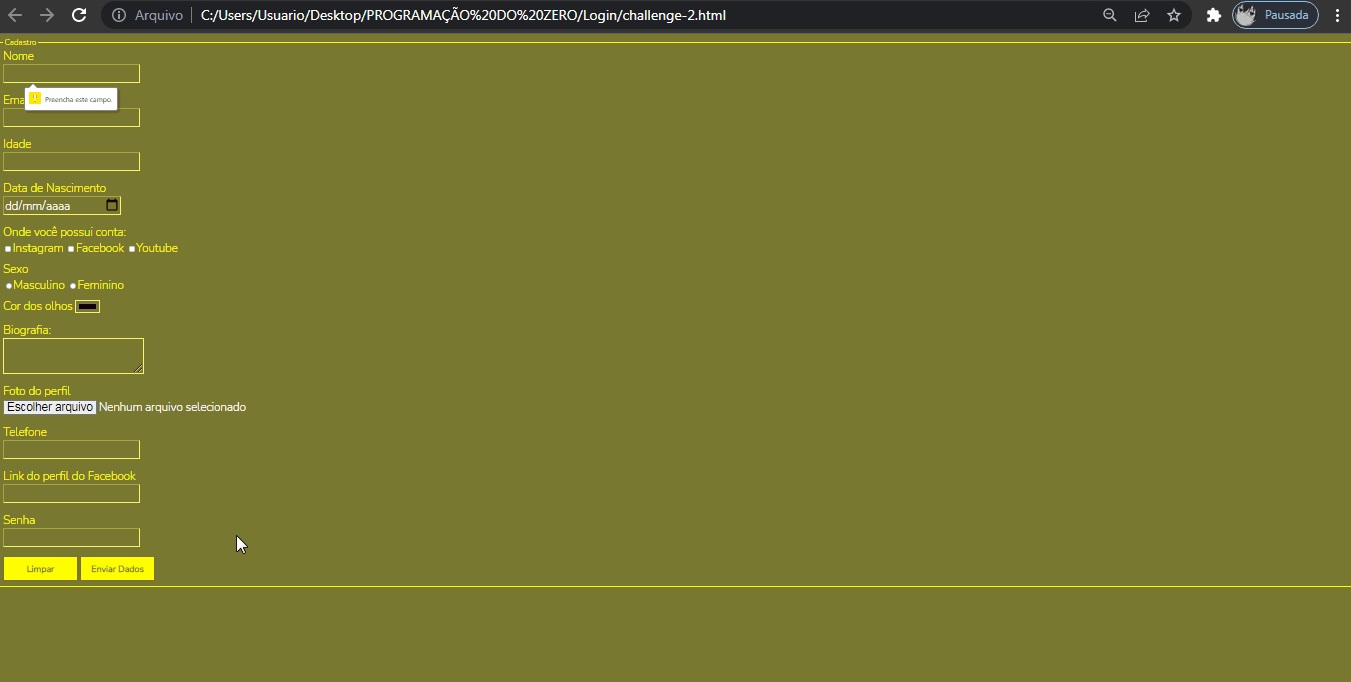 Arquivo C:/Users/Usuario/Desktop/PROGRAMAÇÃO%20DO%20ZERO/Login/challenge-2.html Pausada
Cadastro
Nome
Preencha este campo.
Ema
Idade
Data de Nascimento
dd/mm/aaaa
Onde você possui conta:
Instagram Facebook Youtube
Sexo
Masculino Feminino
Cor dos olhos
Biografia:
Foto do perfil
Escolher arquivo Nenhum arquivo selecionado
Telefone
Link do perfil do Facebook
Senha
Limpar Enviar Dados